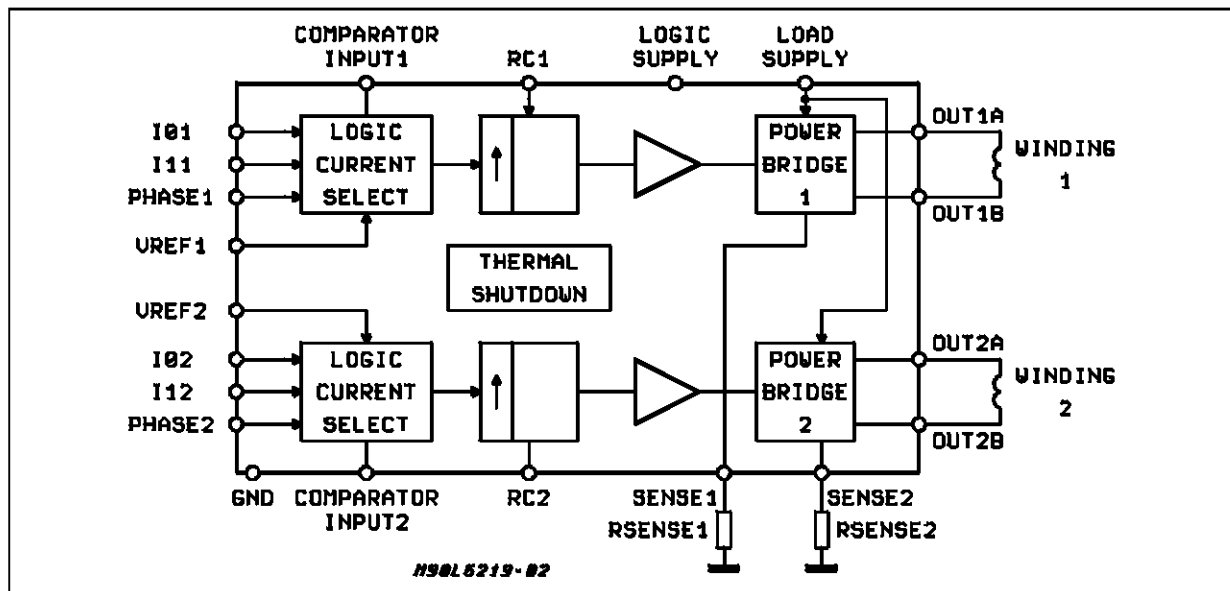 COMPARATOR
INPUT1
RC1
LOGIC
SUPPLY
LOAD
SUPPLY
I01
I11
PHASE1
VREF1
LOGIC
CURRENT
SELECT
POWER
BRIDGE
1
OUT1A
OUT1B
WINDING
1
THERMAL
SHUTDOWN
VREF2
I02
I12
PHASE2
LOGIC
CURRENT
SELECT
POWER
BRIDGE
2
OUT2A
OUT2B
WINDING
2
GND
COMPARATOR
INPUT2
RC2
SENSE1
RSENSE1
SENSE2
RSENSE2
M90L6219-02